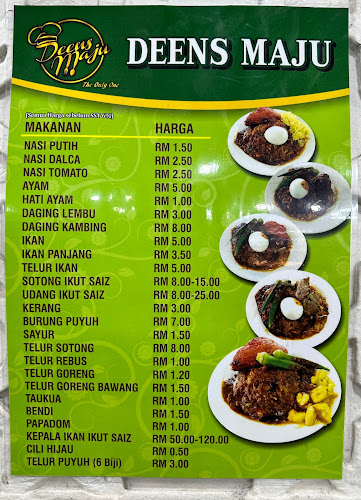 Deens Maju
The Only One
DEENS MAJU
[Semua Harga sebelum SST 6%]
MAKANAN HARGA
NASI PUTIH RM 1.50
NASI DALCA RM 2.50
NASI TOMATO RM 2.50
AYAM RM 5.00
HATI AYAM RM 1.00
DAGING LEMBU RM 3.00
DAGING KAMBING RM 8.00
IKAN RM 5.00
IKAN PANJANG RM 3.50
TELUR IKAN RM 5.00
SOTONG IKUT SAIZ RM 8.00-15.00
UDANG IKUT SAIZ RM 8.00-25.00
KERANG RM 3.00
BURUNG PUYUH RM 7.00
SAYUR RM 1.50
TELUR SOTONG RM 8.00
TELUR REBUS RM 1.00
TELUR GORENG RM 1.20
TELUR GORENG BAWANG RM 1.50
TAUKUA RM 1.00
BENDI RM 1.50
PAPADOM RM 1.00
KEPALA IKAN IKUT SAIZ RM 50.00-120.00
CILI HIJAU RM 0.50
TELUR PUYUH (6 Biji) RM 3.00